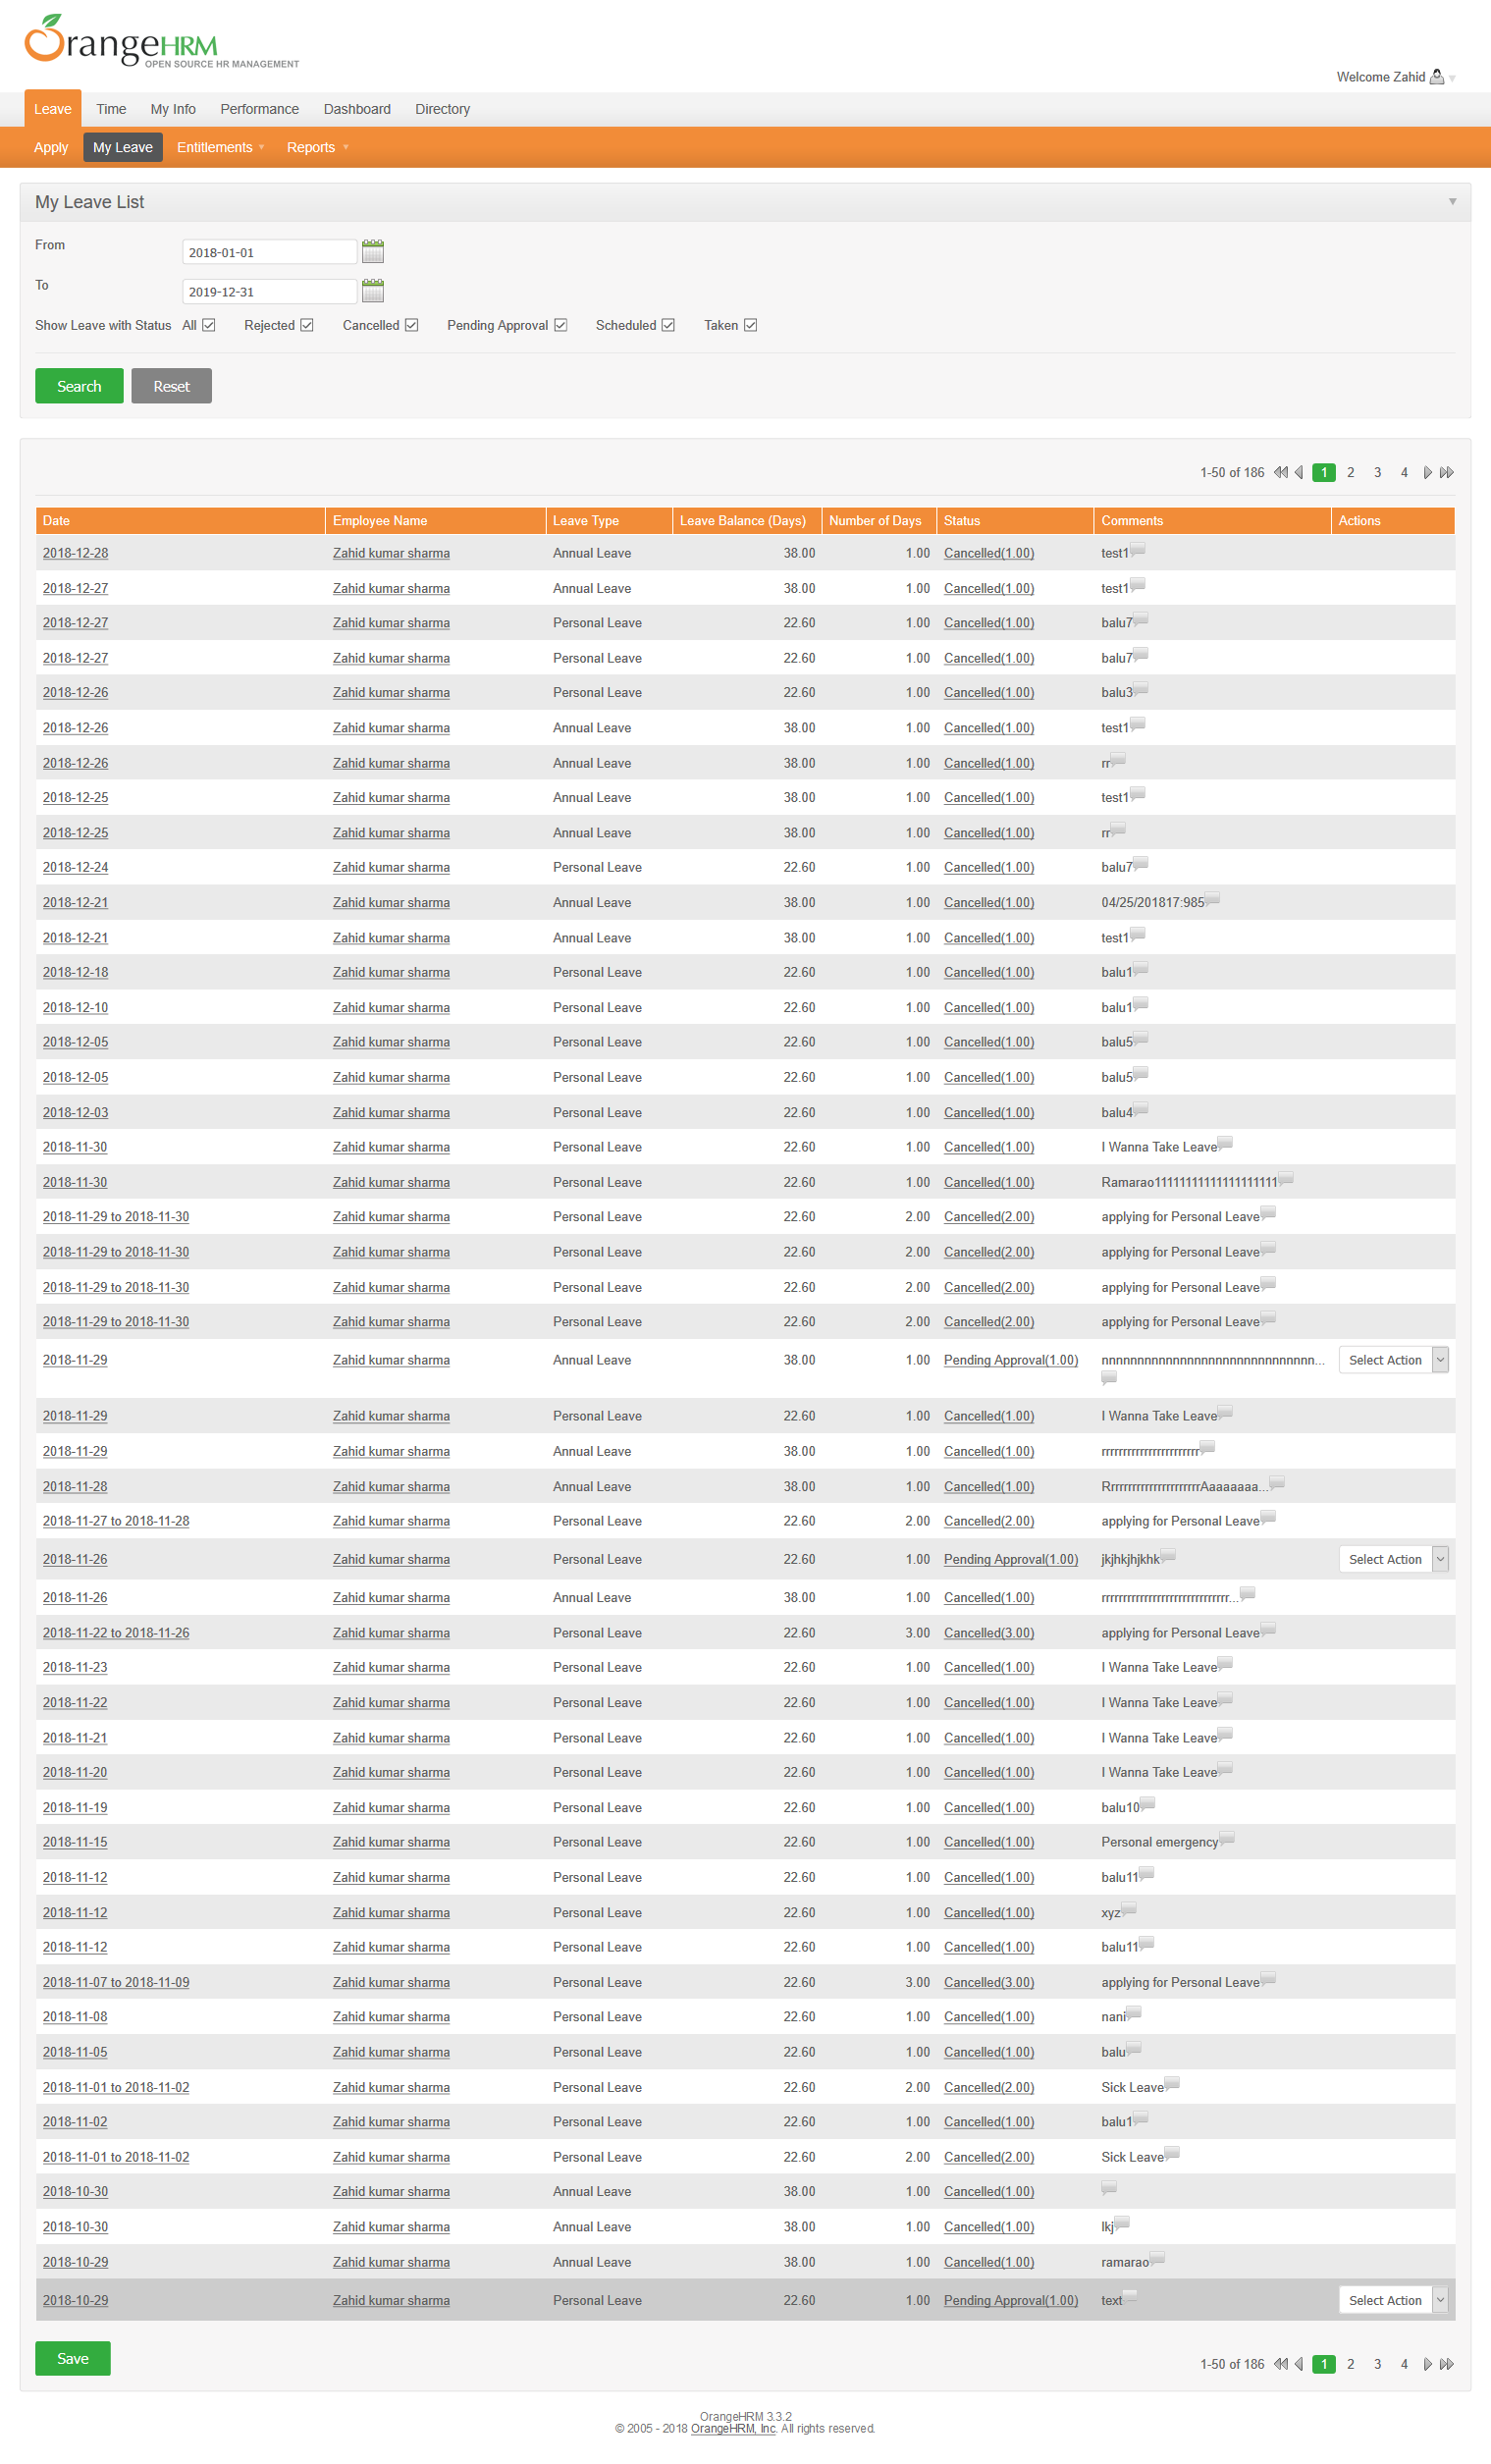 OrangeHRM
OPEN SOURCE HR MANAGEMENT
Welcome Zahid
Leave Time My Info Performance Dashboard Directory
Apply My Leave Entitlements Reports
My Leave List
From 2018-01-01
To 2019-12-31
Show Leave with Status All Rejected Cancelled Pending Approval Scheduled Taken
Search Reset
1-50 of 186 1 2 3 4
Date Employee Name Leave Type Leave Balance (Days) Number of Days Status Comments Actions
2018-12-28 Zahid kumar sharma Annual Leave 38.00 1.00 Cancelled(1.00) test1
2018-12-27 Zahid kumar sharma Annual Leave 38.00 1.00 Cancelled(1.00) test1
2018-12-27 Zahid kumar sharma Personal Leave 22.60 1.00 Cancelled(1.00) balu7
2018-12-27 Zahid kumar sharma Personal Leave 22.60 1.00 Cancelled(1.00) balu7
2018-12-26 Zahid kumar sharma Personal Leave 22.60 1.00 Cancelled(1.00) balu3
2018-12-26 Zahid kumar sharma Annual Leave 38.00 1.00 Cancelled(1.00) test1
2018-12-26 Zahid kumar sharma Annual Leave 38.00 1.00 Cancelled(1.00) rr
2018-12-25 Zahid kumar sharma Annual Leave 38.00 1.00 Cancelled(1.00) test1
2018-12-25 Zahid kumar sharma Annual Leave 38.00 1.00 Cancelled(1.00) rr
2018-12-24 Zahid kumar sharma Personal Leave 22.60 1.00 Cancelled(1.00) balu7
2018-12-21 Zahid kumar sharma Annual Leave 38.00 1.00 Cancelled(1.00) 04/25/201817:985
2018-12-21 Zahid kumar sharma Annual Leave 38.00 1.00 Cancelled(1.00) test1
2018-12-18 Zahid kumar sharma Personal Leave 22.60 1.00 Cancelled(1.00) balu1
2018-12-10 Zahid kumar sharma Personal Leave 22.60 1.00 Cancelled(1.00) balu1
2018-12-05 Zahid kumar sharma Personal Leave 22.60 1.00 Cancelled(1.00) balu5
2018-12-05 Zahid kumar sharma Personal Leave 22.60 1.00 Cancelled(1.00) balu5
2018-12-03 Zahid kumar sharma Personal Leave 22.60 1.00 Cancelled(1.00) balu4
2018-11-30 Zahid kumar sharma Personal Leave 22.60 1.00 Cancelled(1.00) I Wanna Take Leave
2018-11-30 Zahid kumar sharma Personal Leave 22.60 1.00 Cancelled(1.00)
2018-11-29 to 2018-11-30 Zahid kumar sharma Personal Leave 22.60 2.00 Cancelled(2.00) applying for Personal Leave
2018-11-29 to 2018-11-30 Zahid kumar sharma Personal Leave 22.60 2.00 Cancelled(2.00) applying for Personal Leave
2018-11-29 to 2018-11-30 Zahid kumar sharma Personal Leave 22.60 2.00 Cancelled(2.00) applying for Personal Leave
2018-11-29 to 2018-11-30 Zahid kumar sharma Personal Leave 22.60 2.00 Cancelled(2.00) applying for Personal Leave
2018-11-29 Zahid kumar sharma Annual Leave 38.00 1.00 Pending Approval(1.00) Select Action
2018-11-29 Zahid kumar sharma Personal Leave 22.60 1.00 Cancelled(1.00) I Wanna Take Leave
2018-11-29 Zahid kumar sharma Annual Leave 38.00 1.00 Cancelled(1.00)
2018-11-28 Zahid kumar sharma Annual Leave 38.00 1.00 Cancelled(1.00)
2018-11-27 to 2018-11-28 Zahid kumar sharma Personal Leave 22.60 2.00 Cancelled(2.00) applying for Personal Leave
2018-11-26 Zahid kumar sharma Personal Leave 22.60 1.00 Pending Approval(1.00) jkjhkjhjkhk Select Action
2018-11-26 Zahid kumar sharma Annual Leave 38.00 1.00 Cancelled(1.00)
2018-11-22 to 2018-11-26 Zahid kumar sharma Personal Leave 22.60 3.00 Cancelled(3.00) applying for Personal Leave
2018-11-23 Zahid kumar sharma Personal Leave 22.60 1.00 Cancelled(1.00) I Wanna Take Leave
2018-11-22 Zahid kumar sharma Personal Leave 22.60 1.00 Cancelled(1.00) I Wanna Take Leave
2018-11-21 Zahid kumar sharma Personal Leave 22.60 1.00 Cancelled(1.00) I Wanna Take Leave
2018-11-20 Zahid kumar sharma Personal Leave 22.60 1.00 Cancelled(1.00) I Wanna Take Leave
2018-11-19 Zahid kumar sharma Personal Leave 22.60 1.00 Cancelled(1.00) balu10
2018-11-15 Zahid kumar sharma Personal Leave 22.60 1.00 Cancelled(1.00) Personal emergency
2018-11-12 Zahid kumar sharma Personal Leave 22.60 1.00 Cancelled(1.00) balu11
2018-11-12 Zahid kumar sharma Personal Leave 22.60 1.00 Cancelled(1.00) xyz
2018-11-12 Zahid kumar sharma Personal Leave 22.60 1.00 Cancelled(1.00) balu11
2018-11-07 to 2018-11-09 Zahid kumar sharma Personal Leave 22.60 3.00 Cancelled(3.00) applying for Personal Leave
2018-11-08 Zahid kumar sharma Personal Leave 22.60 1.00 Cancelled(1.00) nani
2018-11-05 Zahid kumar sharma Personal Leave 22.60 1.00 Cancelled(1.00) balu
2018-11-01 to 2018-11-02 Zahid kumar sharma Personal Leave 22.60 2.00 Cancelled(2.00) Sick Leave
2018-11-02 Zahid kumar sharma Personal Leave 22.60 1.00 Cancelled(1.00) balu1
2018-11-01 to 2018-11-02 Zahid kumar sharma Personal Leave 22.60 2.00 Cancelled(2.00) Sick Leave
2018-10-30 Zahid kumar sharma Annual Leave 38.00 1.00 Cancelled(1.00)
2018-10-30 Zahid kumar sharma Annual Leave 38.00 1.00 Cancelled(1.00) lkj
2018-10-29 Zahid kumar sharma Annual Leave 38.00 1.00 Cancelled(1.00) ramarao
2018-10-29 Zahid kumar sharma Personal Leave 22.60 1.00 Pending Approval(1.00) text Select Action
Save
1-50 of 186 1 2 3 4
OrangeHRM 3.3.2
© 2005 - 2018 OrangeHRM, Inc. All rights reserved.